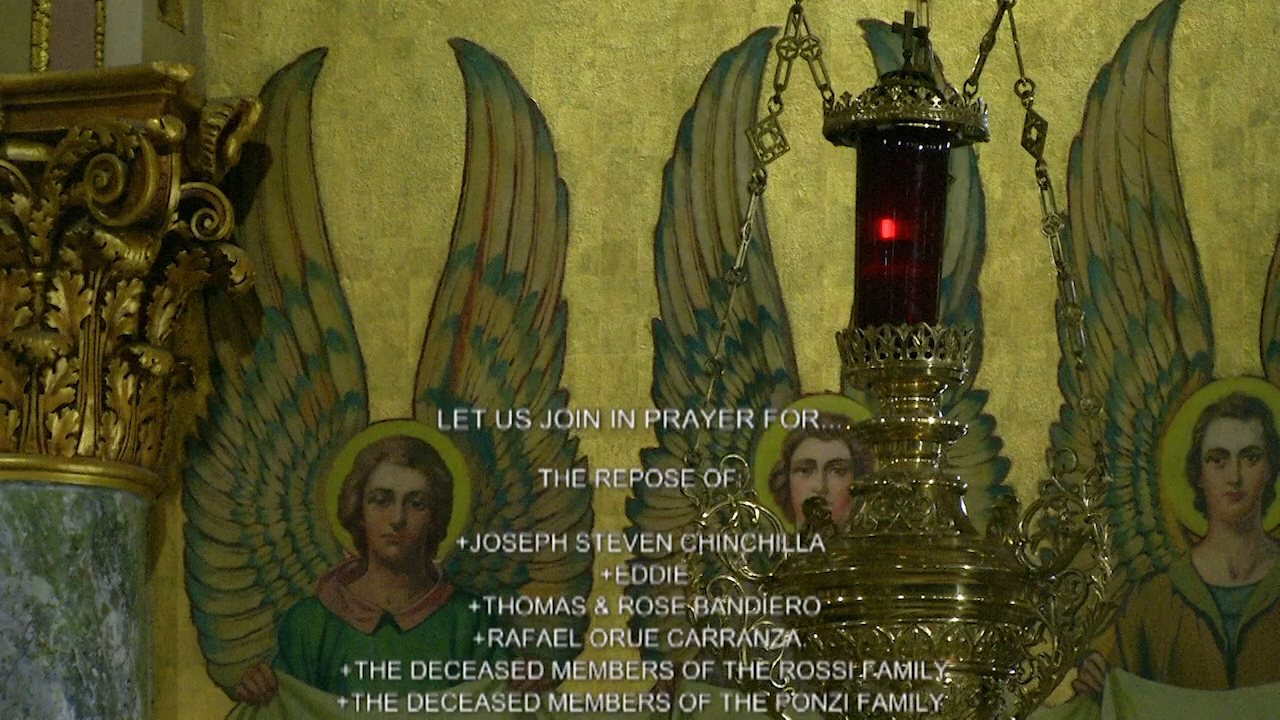 LET US JOIN IN PRAYER FOR...
THE REPOSE OF:
+JOSEPH STEVEN CHINCHILLA
+EDDIE
+THOMAS & ROSE BANDIERO
+RAFAEL ORUE CARRANZA
+THE DECEASED MEMBERS OF THE ROSSI FAMILY
+THE DECEASED MEMBERS OF THE PONZI FAMILY